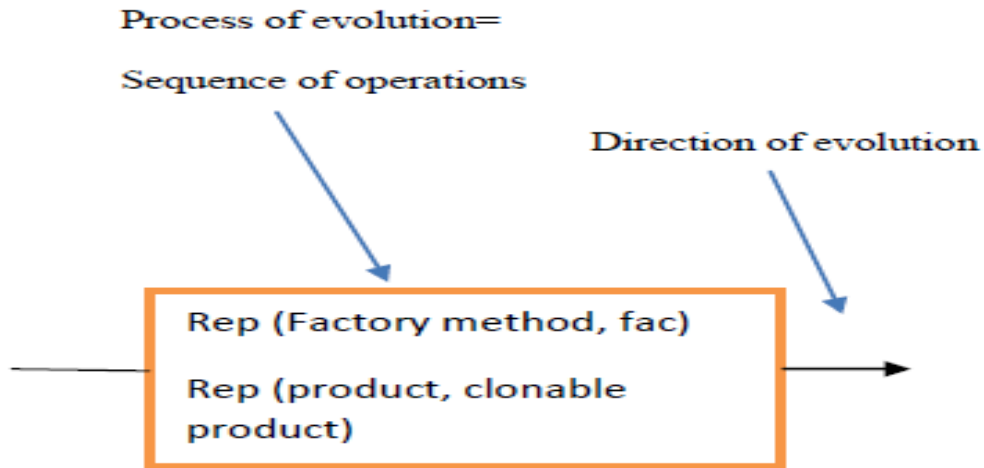 Process of evolution=
Sequence of operations
Direction of evolution
Rep (Factory method, fac)
Rep (product, clonable
product)